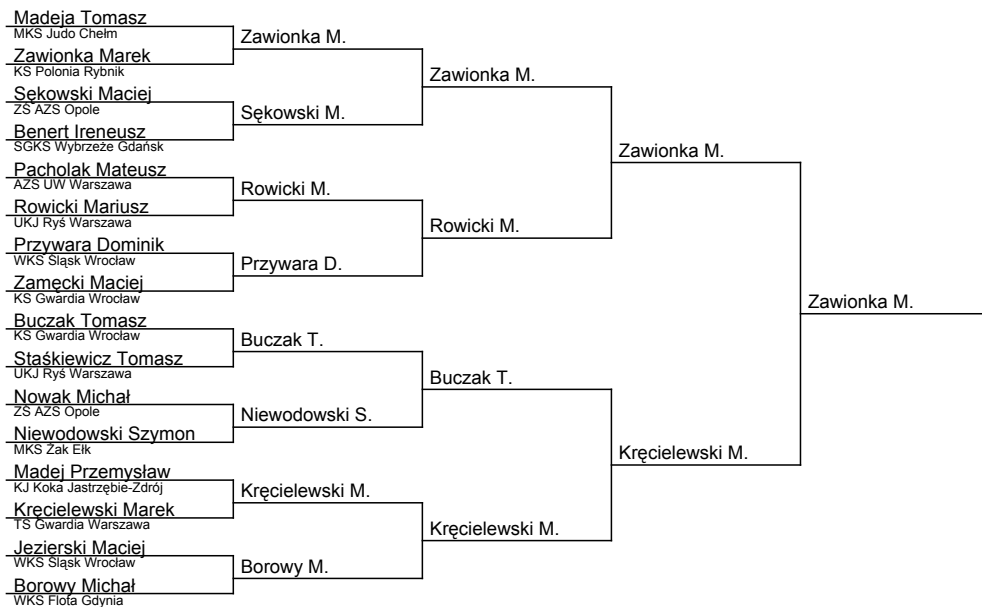 Madeja Tomasz
MKS Judo Chełm
Zawionka Marek
KS Polonia Rybnik
Sękowski Maciej
ZŚ AZS Opole
Benert Ireneusz
SGKS Wybrzeże Gdańsk
Pacholak Mateusz
AZS UW Warszawa
Rowicki Mariusz
UKJ Ryś Warszawa
Przywara Dominik
WKS Śląsk Wrocław
Zamęcki Maciej
KS Gwardia Wrocław
Buczak Tomasz
KS Gwardia Wrocław
Staśkiewicz Tomasz
UKJ Ryś Warszawa
Nowak Michał
ZŚ AZS Opole
Niewodowski Szymon
MKS Żak Ełk
Madej Przemysław
KJ Koka Jastrzębie-Zdrój
Kręcielewski Marek
TS Gwardia Warszawa
Jezierski Maciej
WKS Śląsk Wrocław
Borowy Michał
WKS Flota Gdynia
Zawionka M.
Sękowski M.
Rowicki M.
Przywara D.
Buczak T.
Niewodowski S.
Kręcielewski M.
Borowy M.
Zawionka M.
Rowicki M.
Buczak T.
Kręcielewski M.
Zawionka M.
Kręcielewski M.
Zawionka M.